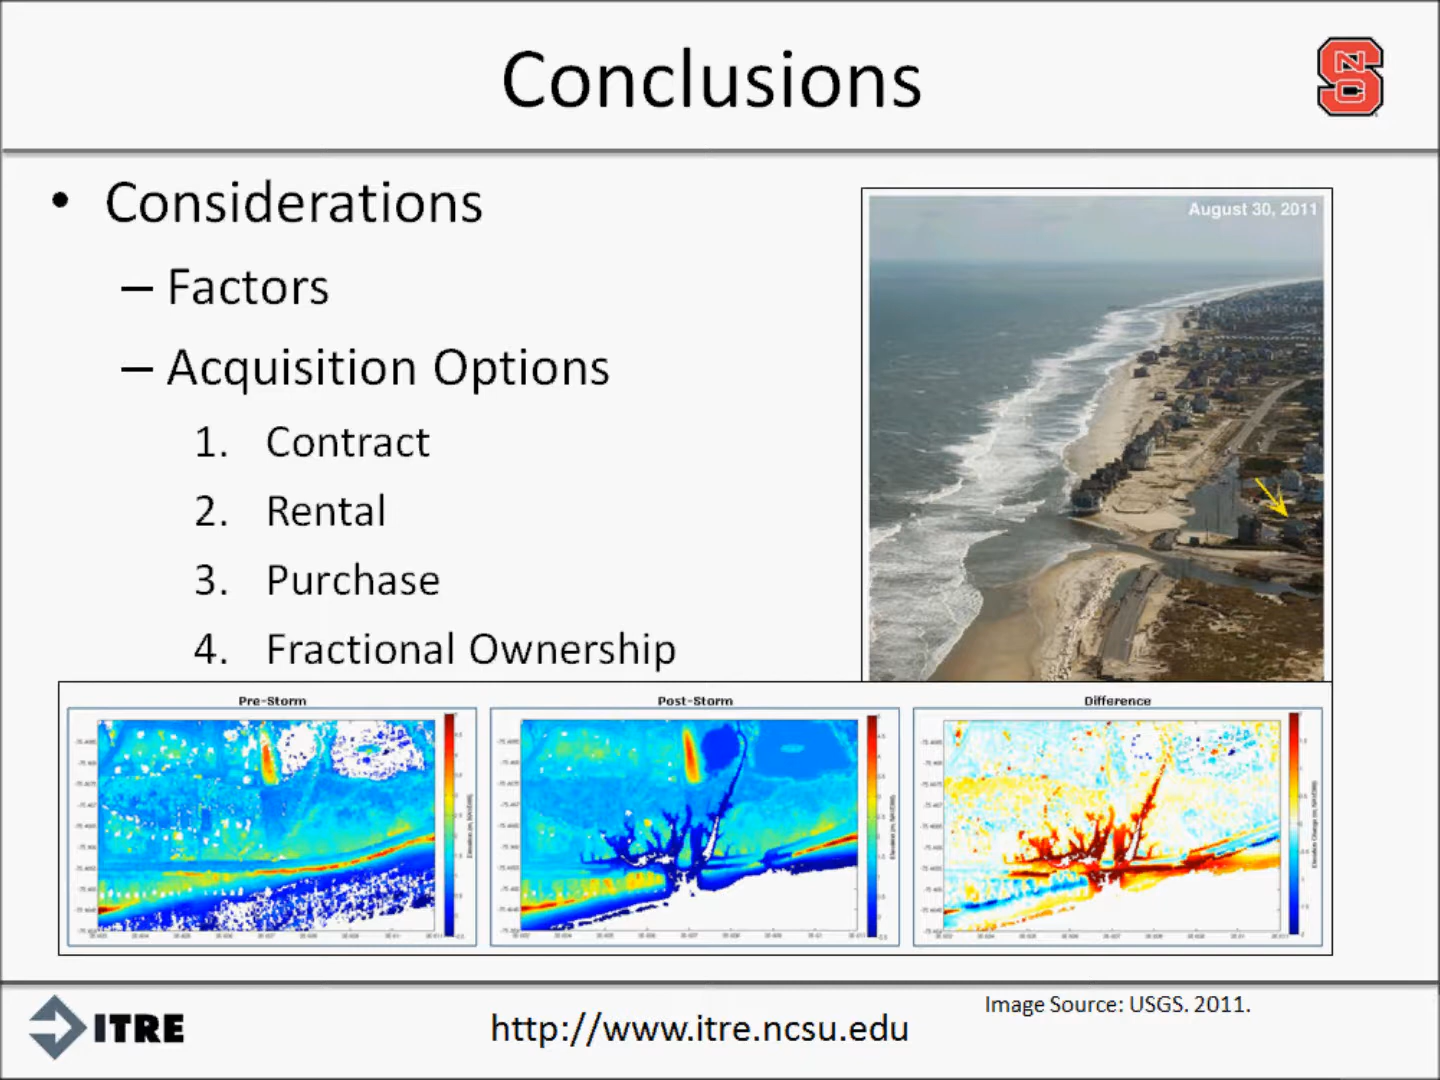 Conclusions
• Considerations
– Factors
– Acquisition Options
1. Contract
2. Rental
3. Purchase
4. Fractional Ownership
August 30, 2011
Pre-Storm
Post-Storm
Difference
ITRE
http://www.itre.ncsu.edu
Image Source: USGS. 2011.